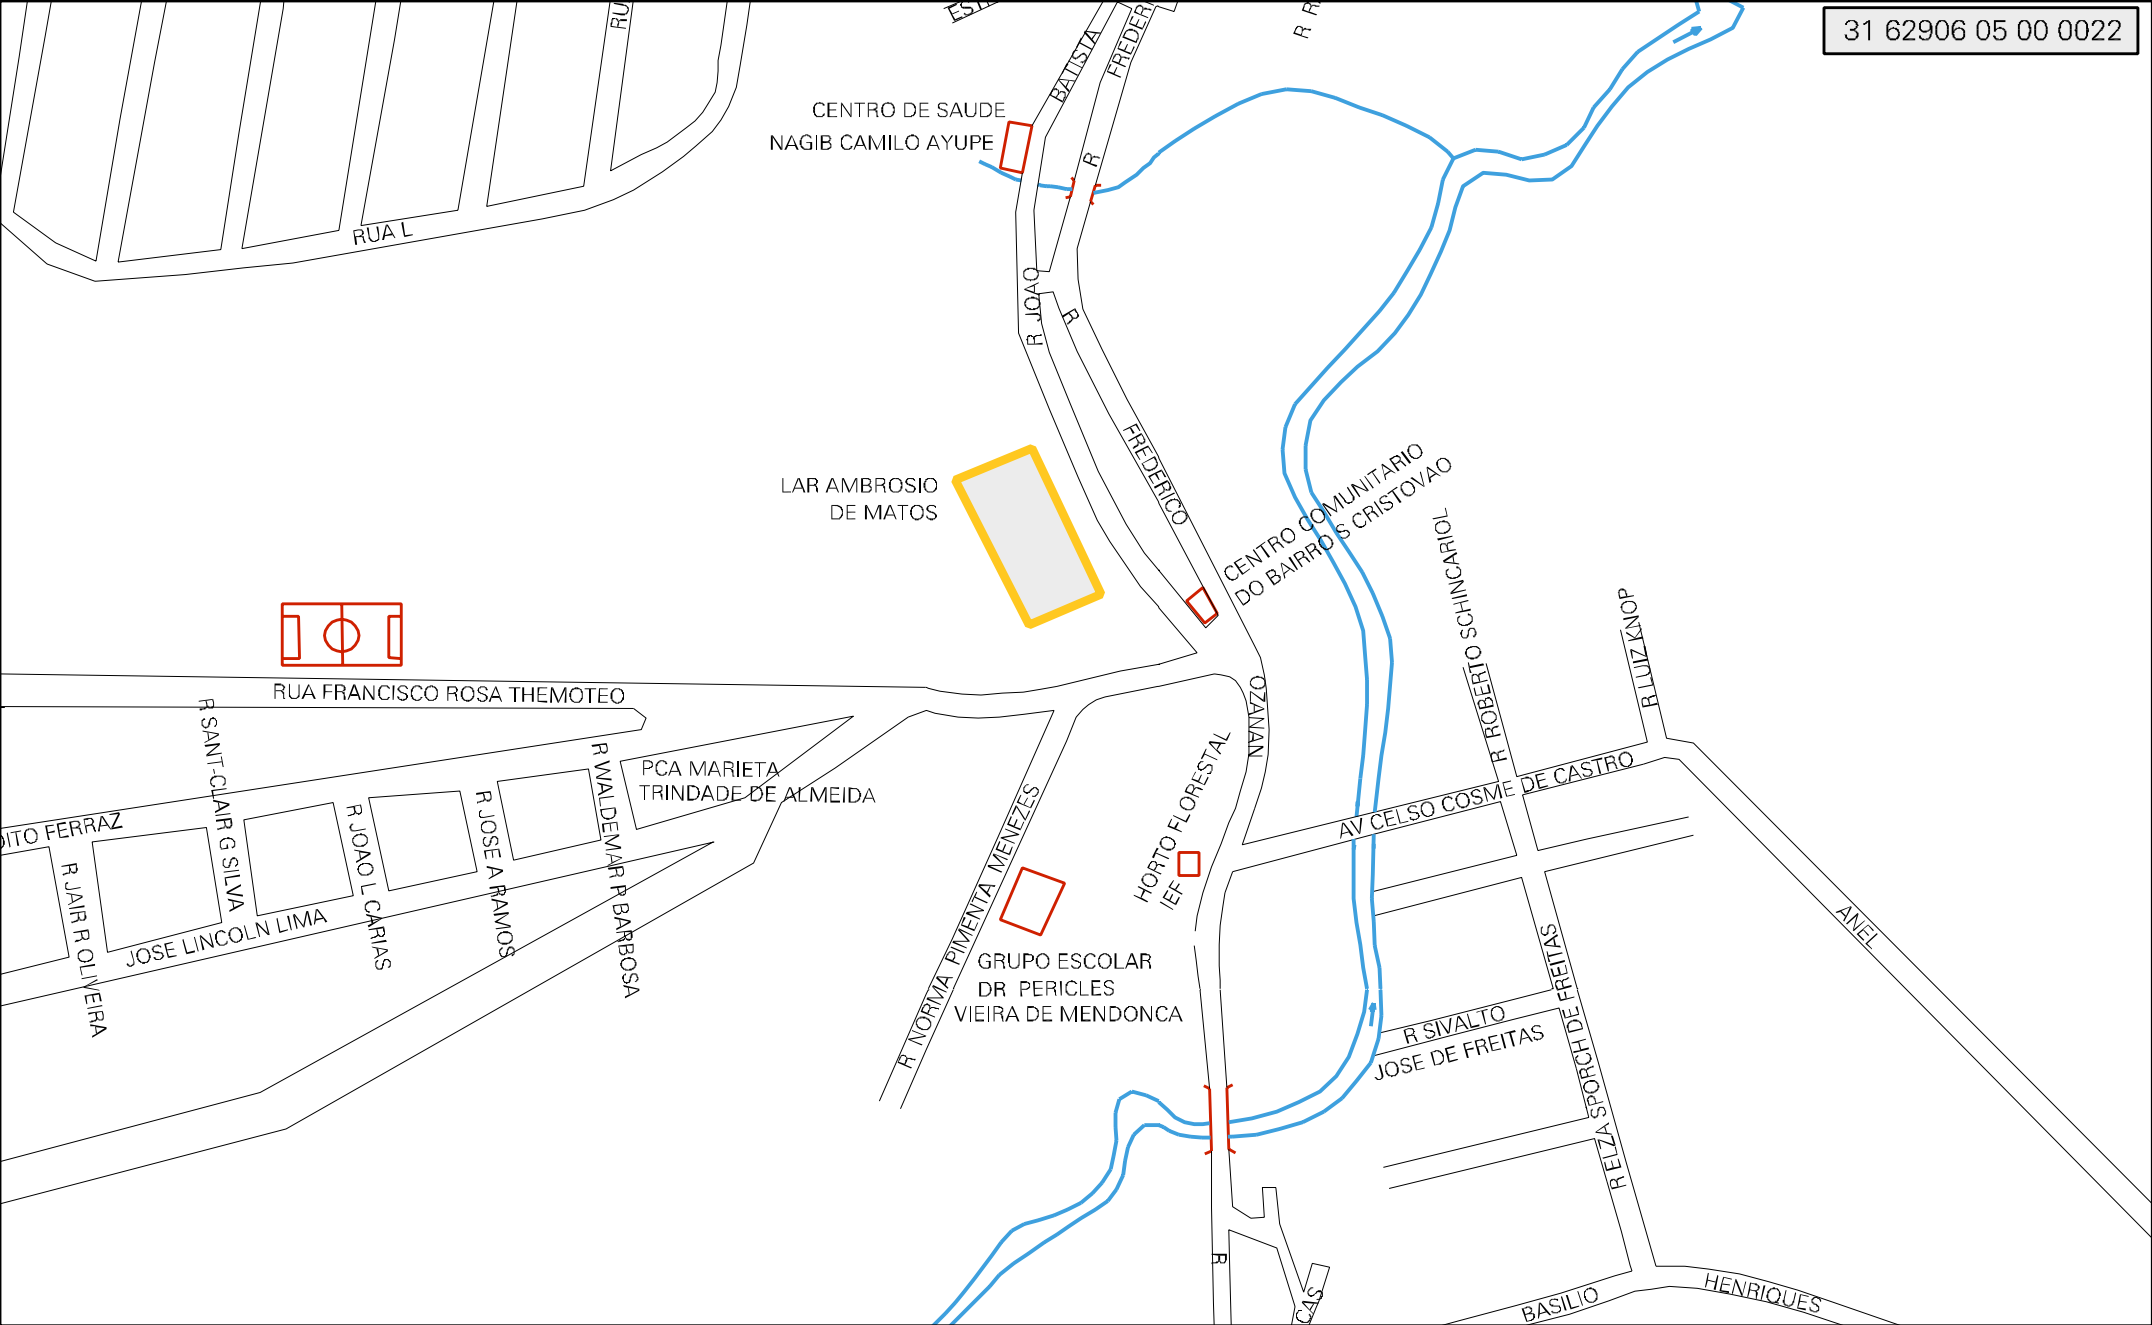 31 62906 05 00 0022
BATISTA
CENTRO DE SAUDE
NAGIB CAMILO AYUPE
R
RUA L
R JOAO
R
FREDERICO
LAR AMBROSIO
DE MATOS
CENTRO COMUNITARIO
DO BAIRRO S CRISTOVAO
R ROBERTO SCHINCARIOL
R LUIZ KNOP
RUA FRANCISCO ROSA THEMOTEO
OZANAN
R SANT-CLAIR G SILVA
R WALDEMAR P BARBOSA
PCA MARIETA
TRINDADE DE ALMEIDA
HORTO FLORESTAL
IEF
AV CELSO COSME DE CASTRO
R JOAO L CARIAS
R JOSE A RAMOS
DITO FERRAZ
R JAIR R OLIVEIRA
JOSE LINCOLN LIMA
R NORMA PIMENTA MENEZES
GRUPO ESCOLAR
DR PERICLES
VIEIRA DE MENDONCA
ANEL
R SIVALTO
JOSE DE FREITAS
R ELZA SPORCH DE FREITAS
R
CAS
BASILIO
HENRIQUES